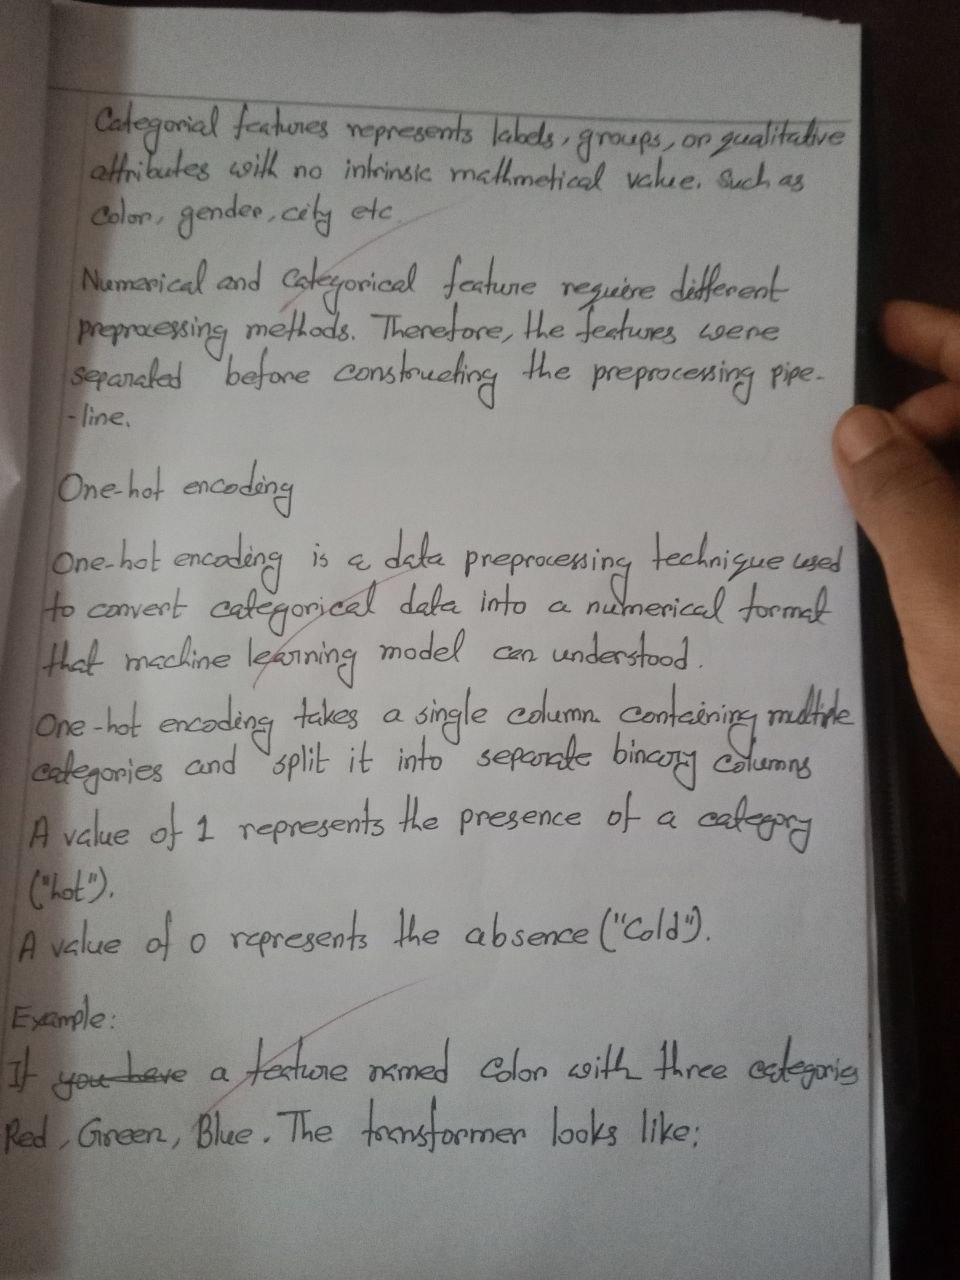 Categorial features represents labels, groups, or qualitative
attributes with no intrinsic mathmetical value. Such as
Color, gender, city etc
Numerical and Categorical feature require different
preprocessing methods. Therefore, the features were
separated before constructing the preprocessing pipe-
-line.
One-hot encoding
One-hot encoding is a data preprocessing technique used
to convert categorical data into a numerical format
that machine learning model can understood.
One-hot encoding takes a single column containing multiple
categories and split it into separate binary columns
A value of 1 represents the presence of a category
("hot").
A value of 0 represents the absence ("Cold").
Example:
If you have a feature named Color with three categories
Red, Green, Blue. The transformer looks like: